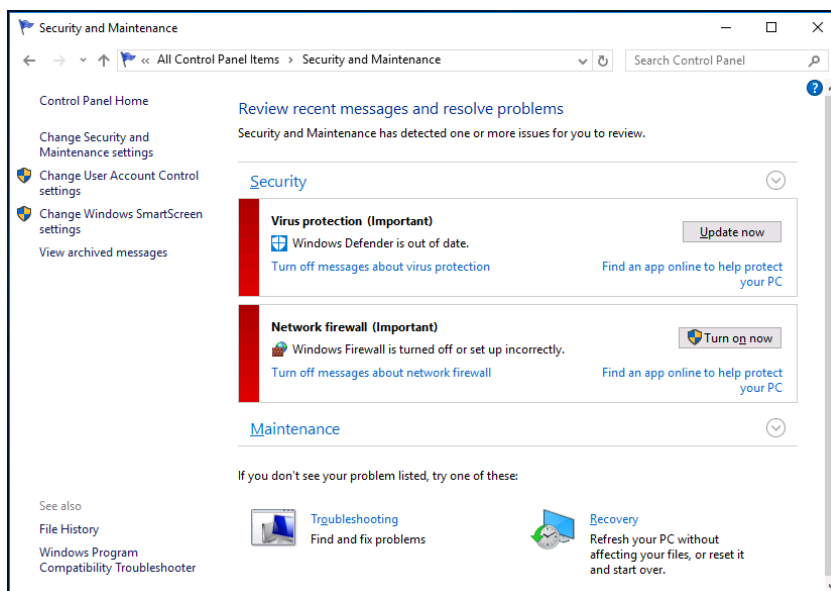 Security and Maintenance
« All Control Panel Items › Security and Maintenance
Search Control Panel
Control Panel Home
Change Security and
Maintenance settings
Change User Account Control
settings
Change Windows SmartScreen
settings
View archived messages
See also
File History
Windows Program
Compatibility Troubleshooter
?
Review recent messages and resolve problems
Security and Maintenance has detected one or more issues for you to review.
Security
Virus protection (Important)
Windows Defender is out of date.
Update now
Turn off messages about virus protection
Find an app online to help protect
your PC
Network firewall (Important)
Windows Firewall is turned off or set up incorrectly.
Turn on now
Turn off messages about network firewall
Find an app online to help protect
your PC
Maintenance
If you don't see your problem listed, try one of these:
Troubleshooting
Find and fix problems
Recovery
Refresh your PC without
affecting your files, or reset it
and start over.